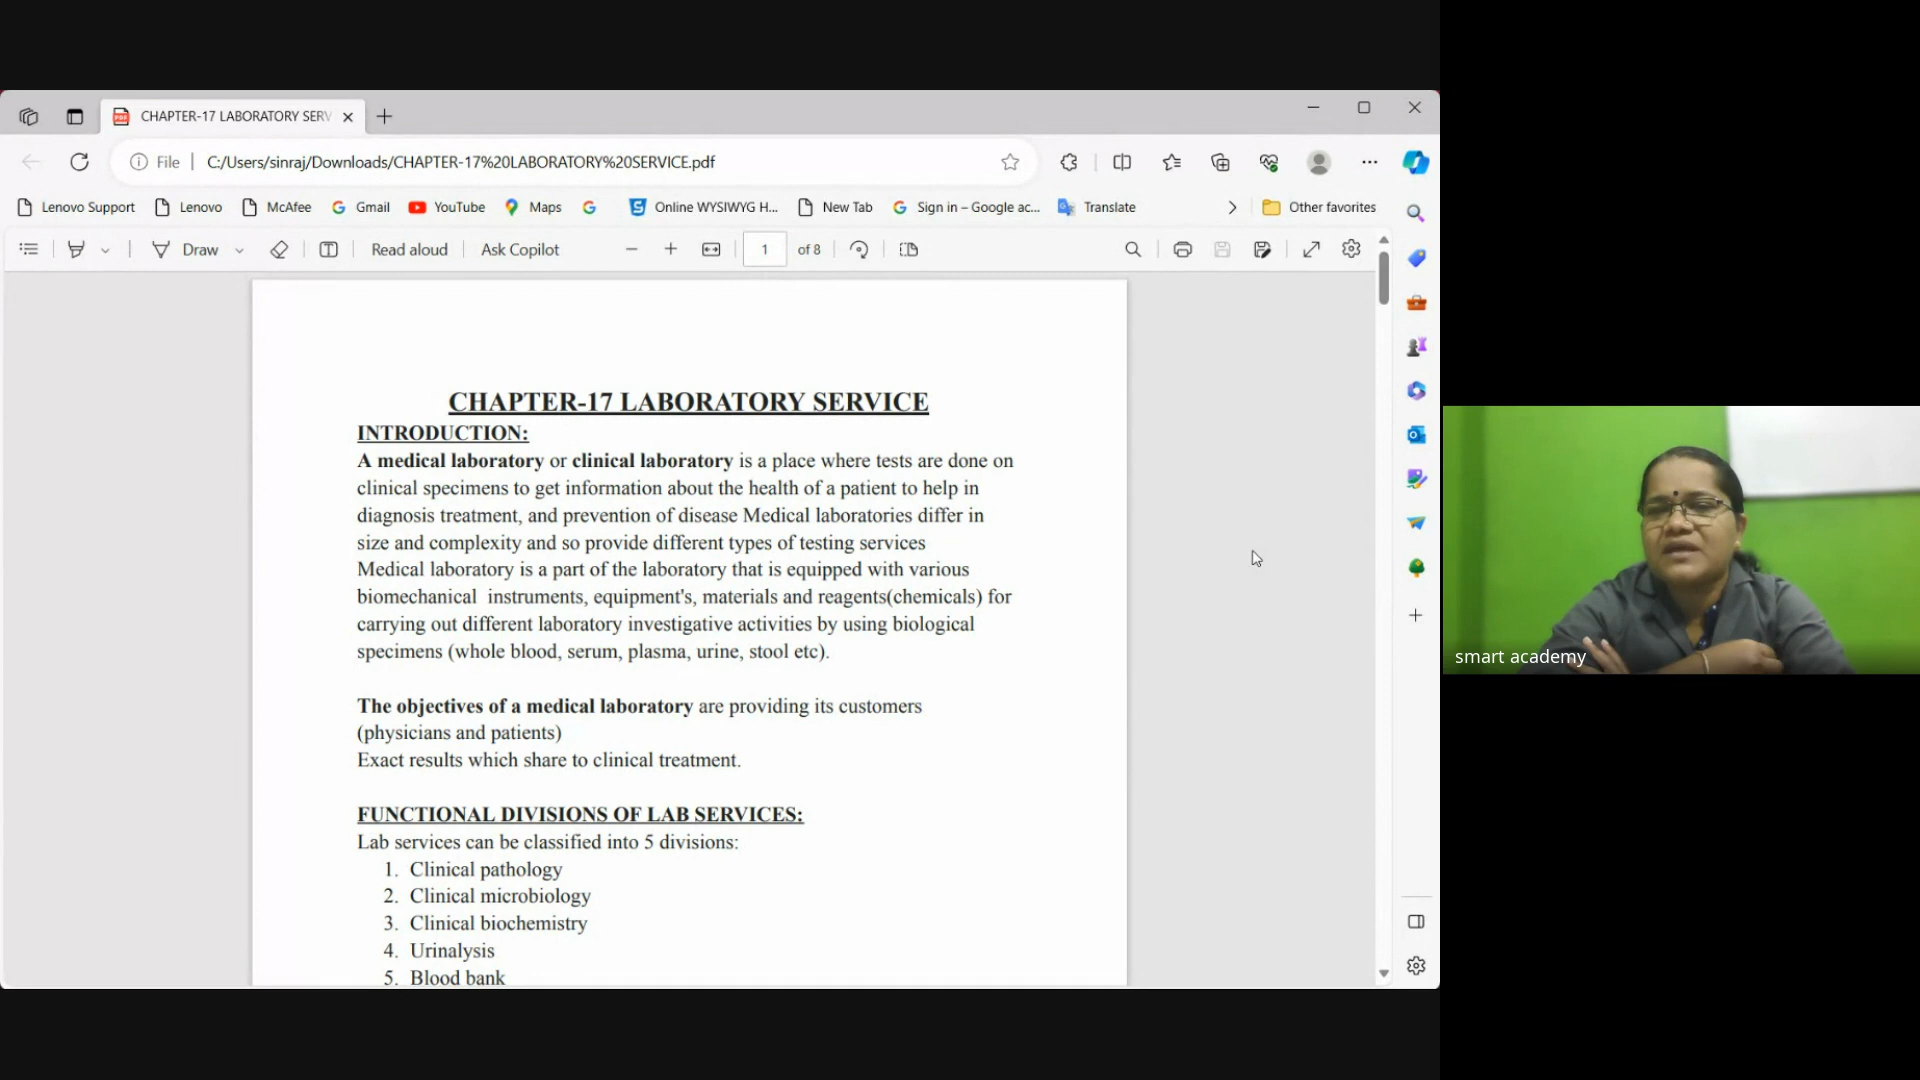 CHAPTER-17 LABORATORY SERV
File
C:/Users/sinraj/Downloads/CHAPTER-17%20LABORATORY%20SERVICE.pdf
Lenovo Support Lenovo McAfee Gmail YouTube Maps Online WYSIWYG H... New Tab Sign in – Google ac... Translate Other favorites
Draw Read aloud Ask Copilot 1 of 8
CHAPTER-17 LABORATORY SERVICE
INTRODUCTION:
A medical laboratory or clinical laboratory is a place where tests are done on
clinical specimens to get information about the health of a patient to help in
diagnosis treatment, and prevention of disease Medical laboratories differ in
size and complexity and so provide different types of testing services
Medical laboratory is a part of the laboratory that is equipped with various
biomechanical instruments, equipment's, materials and reagents(chemicals) for
carrying out different laboratory investigative activities by using biological
specimens (whole blood, serum, plasma, urine, stool etc).
The objectives of a medical laboratory are providing its customers
(physicians and patients)
Exact results which share to clinical treatment.
FUNCTIONAL DIVISIONS OF LAB SERVICES:
Lab services can be classified into 5 divisions:
1. Clinical pathology
2. Clinical microbiology
3. Clinical biochemistry
4. Urinalysis
5. Blood bank
smart academy